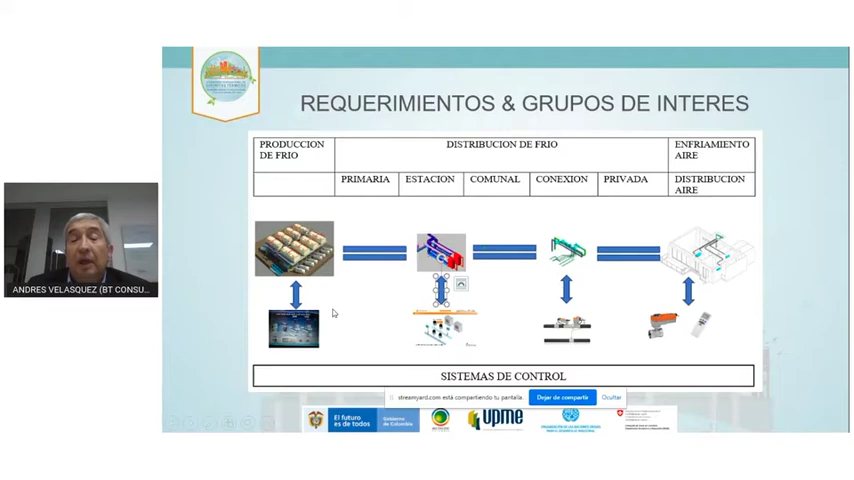 REQUERIMIENTOS & GRUPOS DE INTERES
PRODUCCION
DE FRIO
DISTRIBUCION DE FRIO
ENFRIAMIENTO
AIRE
PRIMARIA
ESTACION
COMUNAL
CONEXION
PRIVADA
DISTRIBUCION
AIRE
ANDRES VELASQUEZ (BT CONSU...
SISTEMAS DE CONTROL
streamyard.com está compartiendo tu pantalla.
Dejar de compartir
Ocultar
El futuro
es de todos
Gobierno
de Colombia
upme